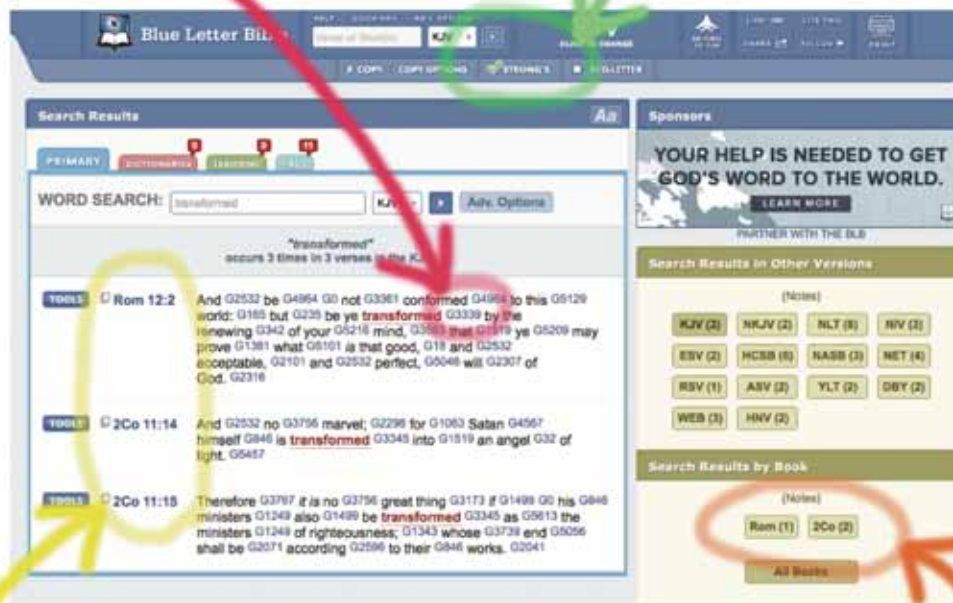 Blue Letter Bible
KJV
COPY COPY OPTIONS STRONG'S RED LETTER
Search Results Aa
PRIMARY DICTIONARIES LEXICONS
WORD SEARCH: transformed KJV Adv. Options
"transformed"
occurs 3 times in 3 verses in the KJV
TOOLS Rom 12:2 And G2532 be G4964 G0 not G3361 conformed G4964 to this G5129
world: G165 but G235 be ye transformed G3339 by the
renewing G342 of your G5216 mind, G3563 that G1519 ye G5209 may
prove G1381 what G5101 is that good, G18 and G2532
acceptable, G2101 and G2532 perfect, G5046 will G2307 of
God. G2316
TOOLS 2Co 11:14 And G2532 no G3756 marvel; G2298 for G1063 Satan G4567
himself G846 is transformed G3345 into G1519 an angel G32 of
light. G5457
TOOLS 2Co 11:15 Therefore G3767 it is no G3756 great thing G3173 if G1499 G0 his G846
ministers G1249 also G1499 be transformed G3345 as G5613 the
ministers G1249 of righteousness; G1343 whose G3739 end G5056
shall be G2071 according G2596 to their G846 works. G2041
Sponsors
YOUR HELP IS NEEDED TO GET
GOD'S WORD TO THE WORLD.
LEARN MORE
PARTNER WITH THE BLB
Search Results in Other Versions
(Notes)
KJV (3) NKJV (2) NLT (8) NIV (3)
ESV (2) HCSB (6) NASB (3) NET (4)
RSV (1) ASV (2) YLT (2) DBY (2)
WEB (3) HNV (2)
Search Results by Book
(Notes)
Rom (1) 2Co (2)
All Books